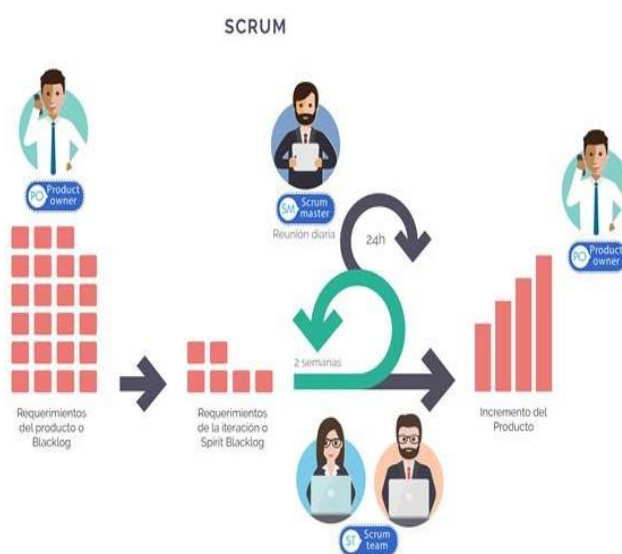 SCRUM
PO Product
owner
SM Scrum
master
Reunión diaria
24h
PO Product
owner
2 semanas
Requerimientos
del producto o
Blacklog
Requerimientos
de la iteración o
Spirit Blacklog
Incremento del
Producto
ST Scrum
team